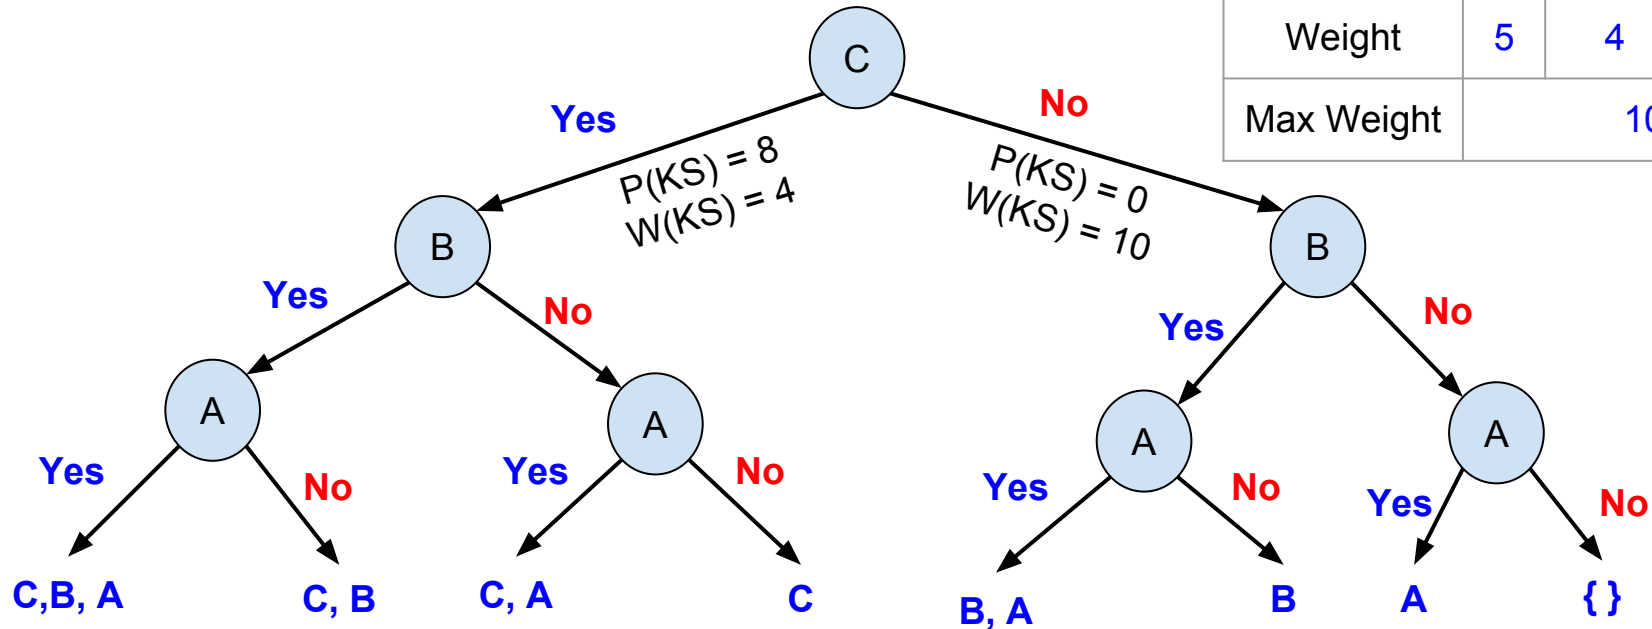 Weight 5 4
Max Weight 10
C
Yes
No
P(KS) = 8
W(KS) = 4
P(KS) = 0
W(KS) = 10
B
B
Yes
No
Yes
No
A
A
A
A
Yes
No
Yes
No
Yes
No
Yes
No
C,B, A
C, B
C, A
C
B, A
B
A
{ }